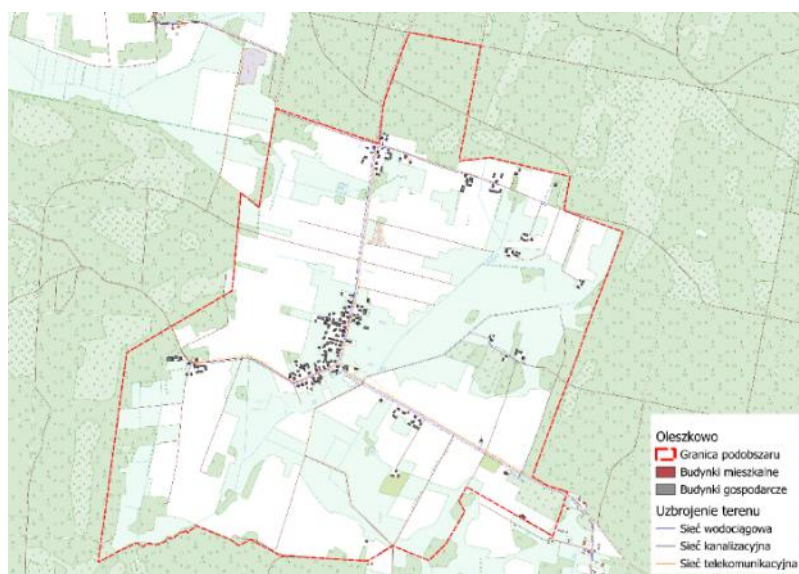 Oleszkowo
Granica podobszaru
Budynki mieszkalne
Budynki gospodarcze
Uzbrojenie terenu
Sieć wodociągowa
Sieć kanalizacyjna
Sieć telekomunikacyjna